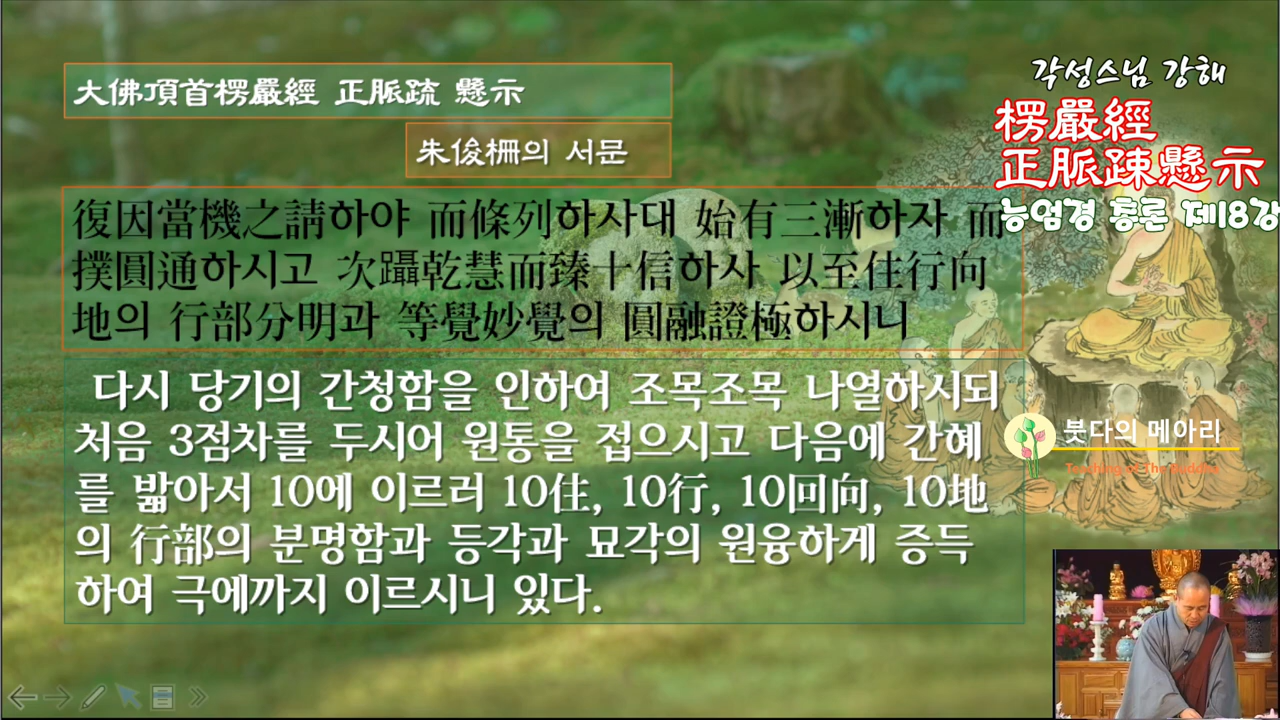 大佛頂首楞嚴經 正脈疏 懸示
朱俊柵의 서문
復因當機之請하야 而條列하사대 始有三漸하자 而
撲圓通하시고 次躡乾慧而臻十信하사 以至住行向
地의 行部分明과 等覺妙覺의 圓融證極하시니
다시 당기의 간청함을 인하여 조목조목 나열하시되
처음 3점차를 두시어 원통을 접으시고 다음에 간혜
를 밟아서 10에 이르러 10住, 10行, 10回向, 10地
의 行部의 분명함과 등각과 묘각의 원융하게 증득
하여 극에까지 이르시니 있다.
각성스님 강해
楞嚴經
正脈疎懸示
능엄경 총론 제18강
붓다의 메아리
Teaching of The Buddha